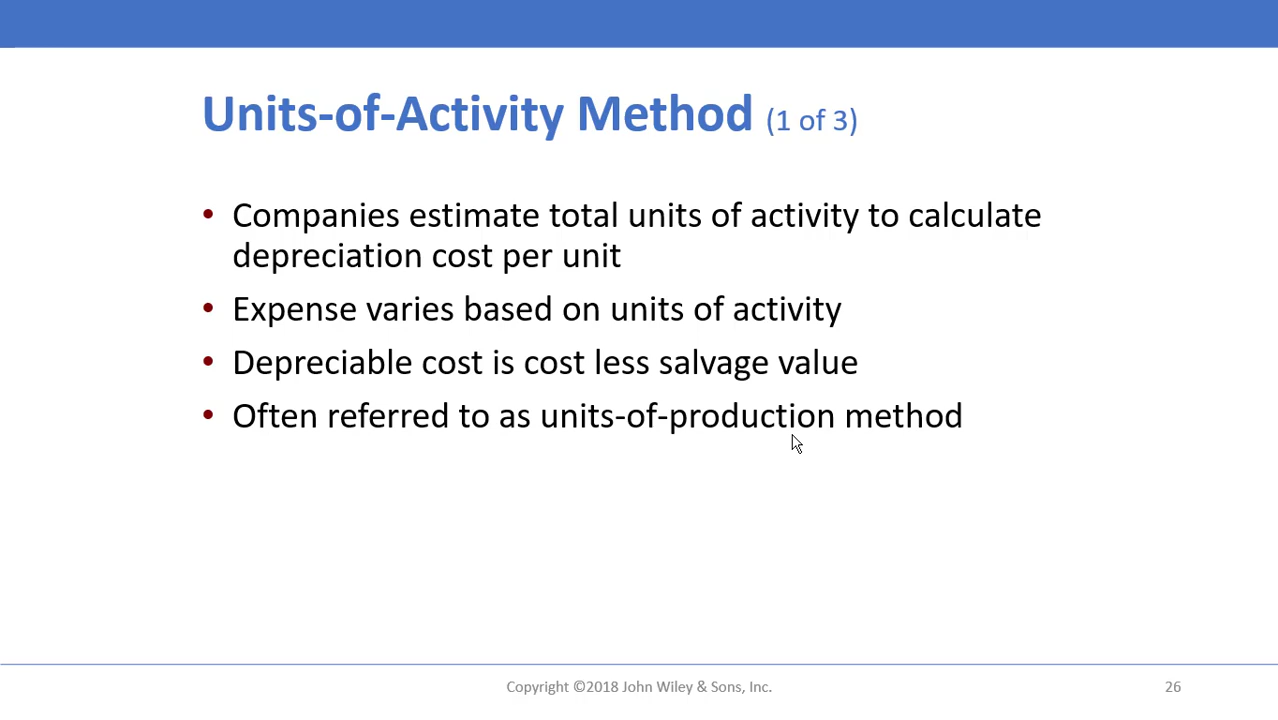 Units-of-Activity Method (1 of 3)
• Companies estimate total units of activity to calculate
depreciation cost per unit
• Expense varies based on units of activity
• Depreciable cost is cost less salvage value
• Often referred to as units-of-production method
Copyright ©2018 John Wiley & Sons, Inc.
26